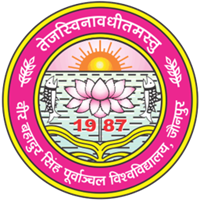 तेजस्विनावधीतमस्तु
1987
वीर बहादुर सिंह पूर्वाञ्चल विश्वविद्यालय, जौनपुर